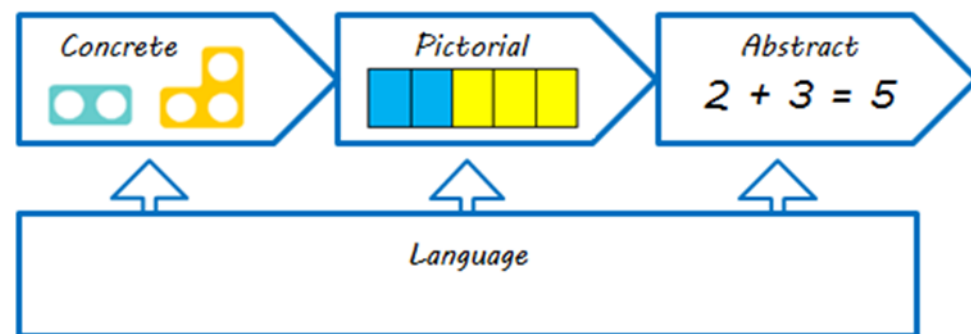 Concrete
Pictorial
Abstract
2 + 3 = 5
Language